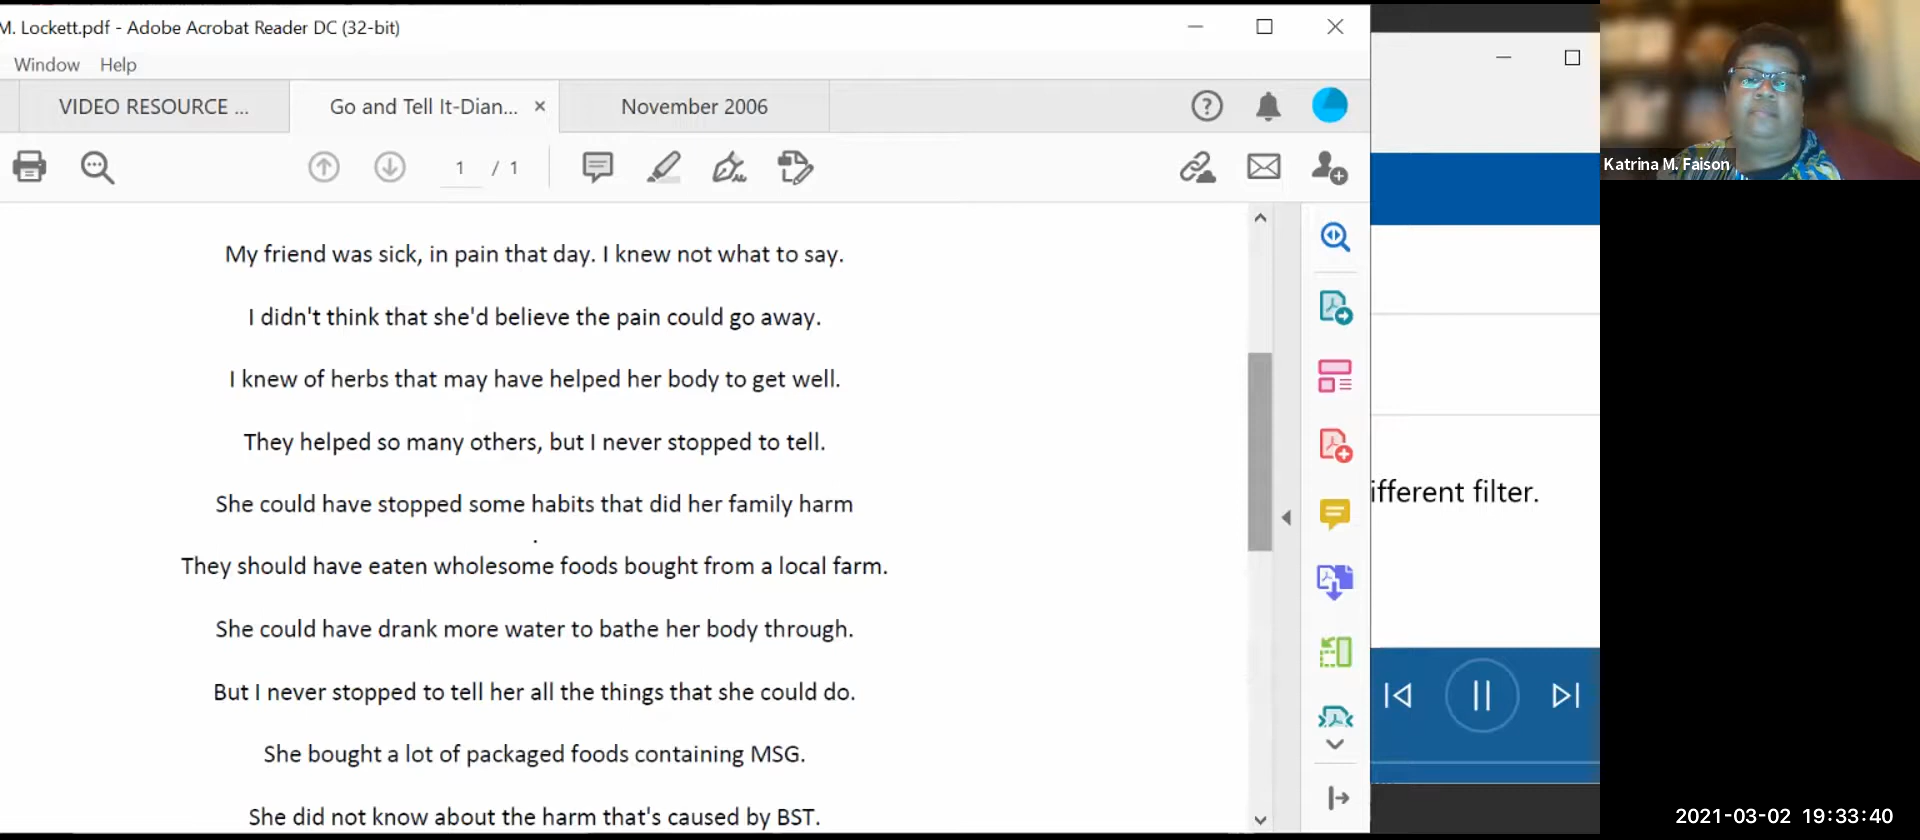 M. Lockett.pdf - Adobe Acrobat Reader DC (32-bit)
Window Help
VIDEO RESOURCE ...
Go and Tell It-Dian...
November 2006
1 / 1
Katrina M. Faison
My friend was sick, in pain that day. I knew not what to say.
I didn't think that she'd believe the pain could go away.
I knew of herbs that may have helped her body to get well.
They helped so many others, but I never stopped to tell.
She could have stopped some habits that did her family harm
.
They should have eaten wholesome foods bought from a local farm.
She could have drank more water to bathe her body through.
But I never stopped to tell her all the things that she could do.
She bought a lot of packaged foods containing MSG.
She did not know about the harm that's caused by BST.
ifferent filter.
2021-03-02 19:33:40